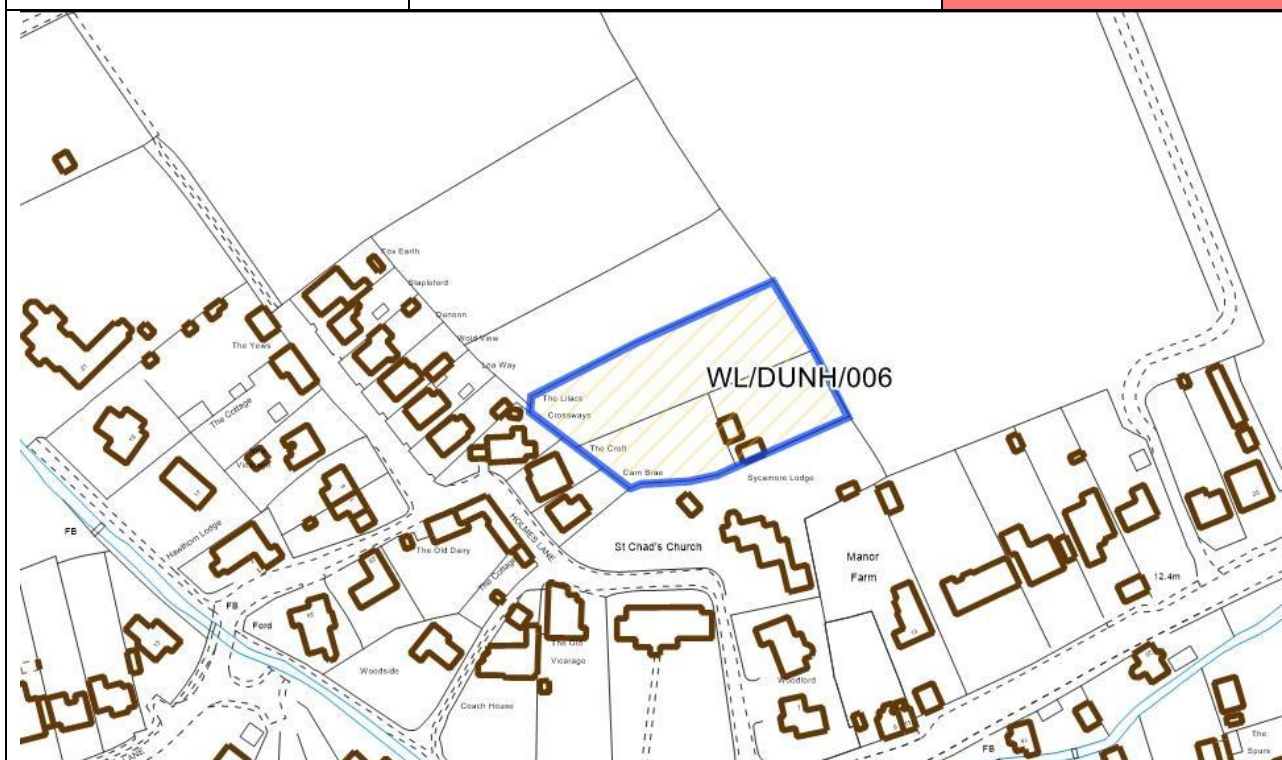 Fox Earth
Stapleford
Dunoon
Wold View
Lea Way
The Yews
WL/DUNH/006
The Lilacs
Crossways
The Cottage
The Croft
Carn Brae
Sycamore Lodge
Hawthorn Lodge
FB
HOLMES LANE
St Chad's Church
The Old Dairy
Manor
Farm
The Cottage
12.4m
FB
Ford
The Old
Vicarage
Woodside
Woodford
Coach House
LANE
FB
The
Spurs